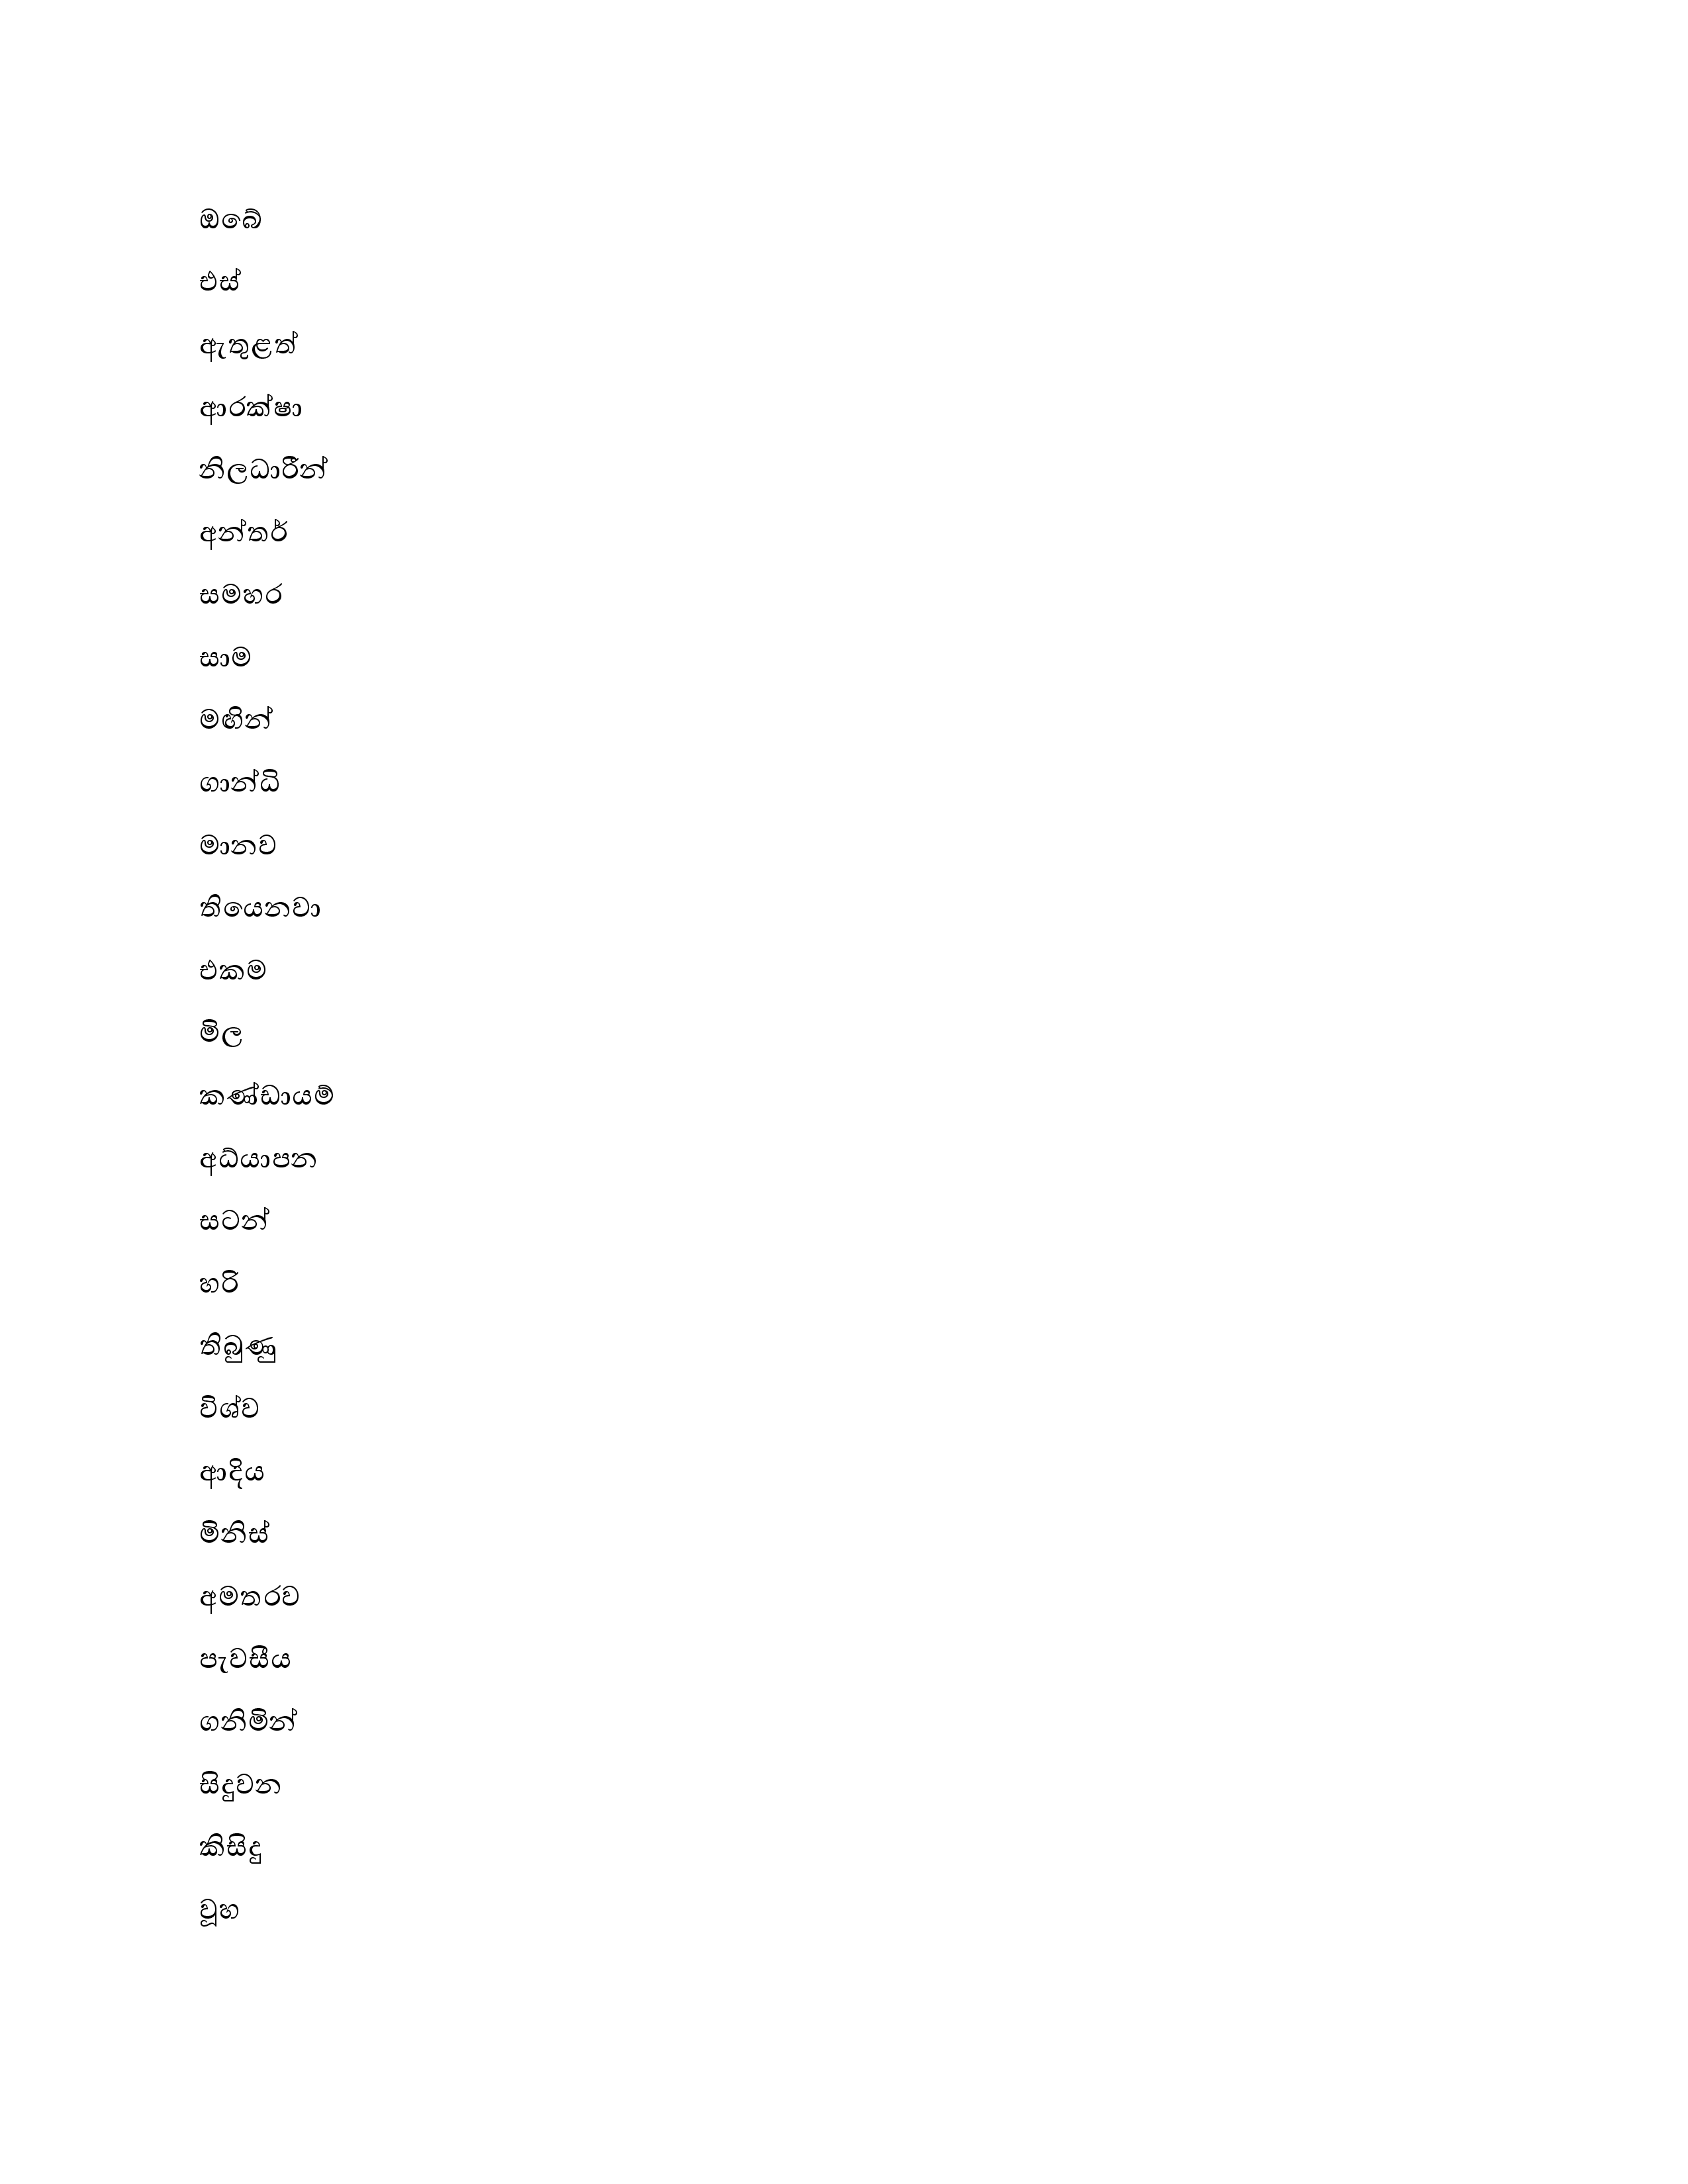 ඔබේ
එස්
ඇතුළත්
ආරක්ෂා
නිලධාරීන්
අන්තර්
සමහර
සාම
මඟින්
ගාන්ධි
මානව
තියෙනවා
එකම
මිල
කණ්ඩායම්
අධ්යාපන
සටන්
හරි
තිබුණු
විශ්ව
ආදිය
මිනිස්
අමතරව
පැවසීය
ගනිමින්
සිදුවන
කිසිදු
වූහ